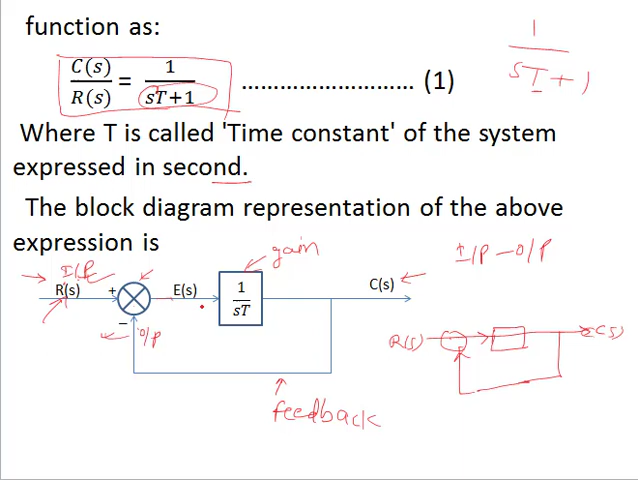 function as:
C(s)/R(s) = 1/(sT+1) ........................... (1)
1/(sT+1)
Where T is called 'Time constant' of the system
expressed in second.
The block diagram representation of the above
expression is
I/P - O/P
gain
I/P
R(s)
+
E(s)
1/sT
C(s)
−
O/P
R(s)
C(s)
feedback